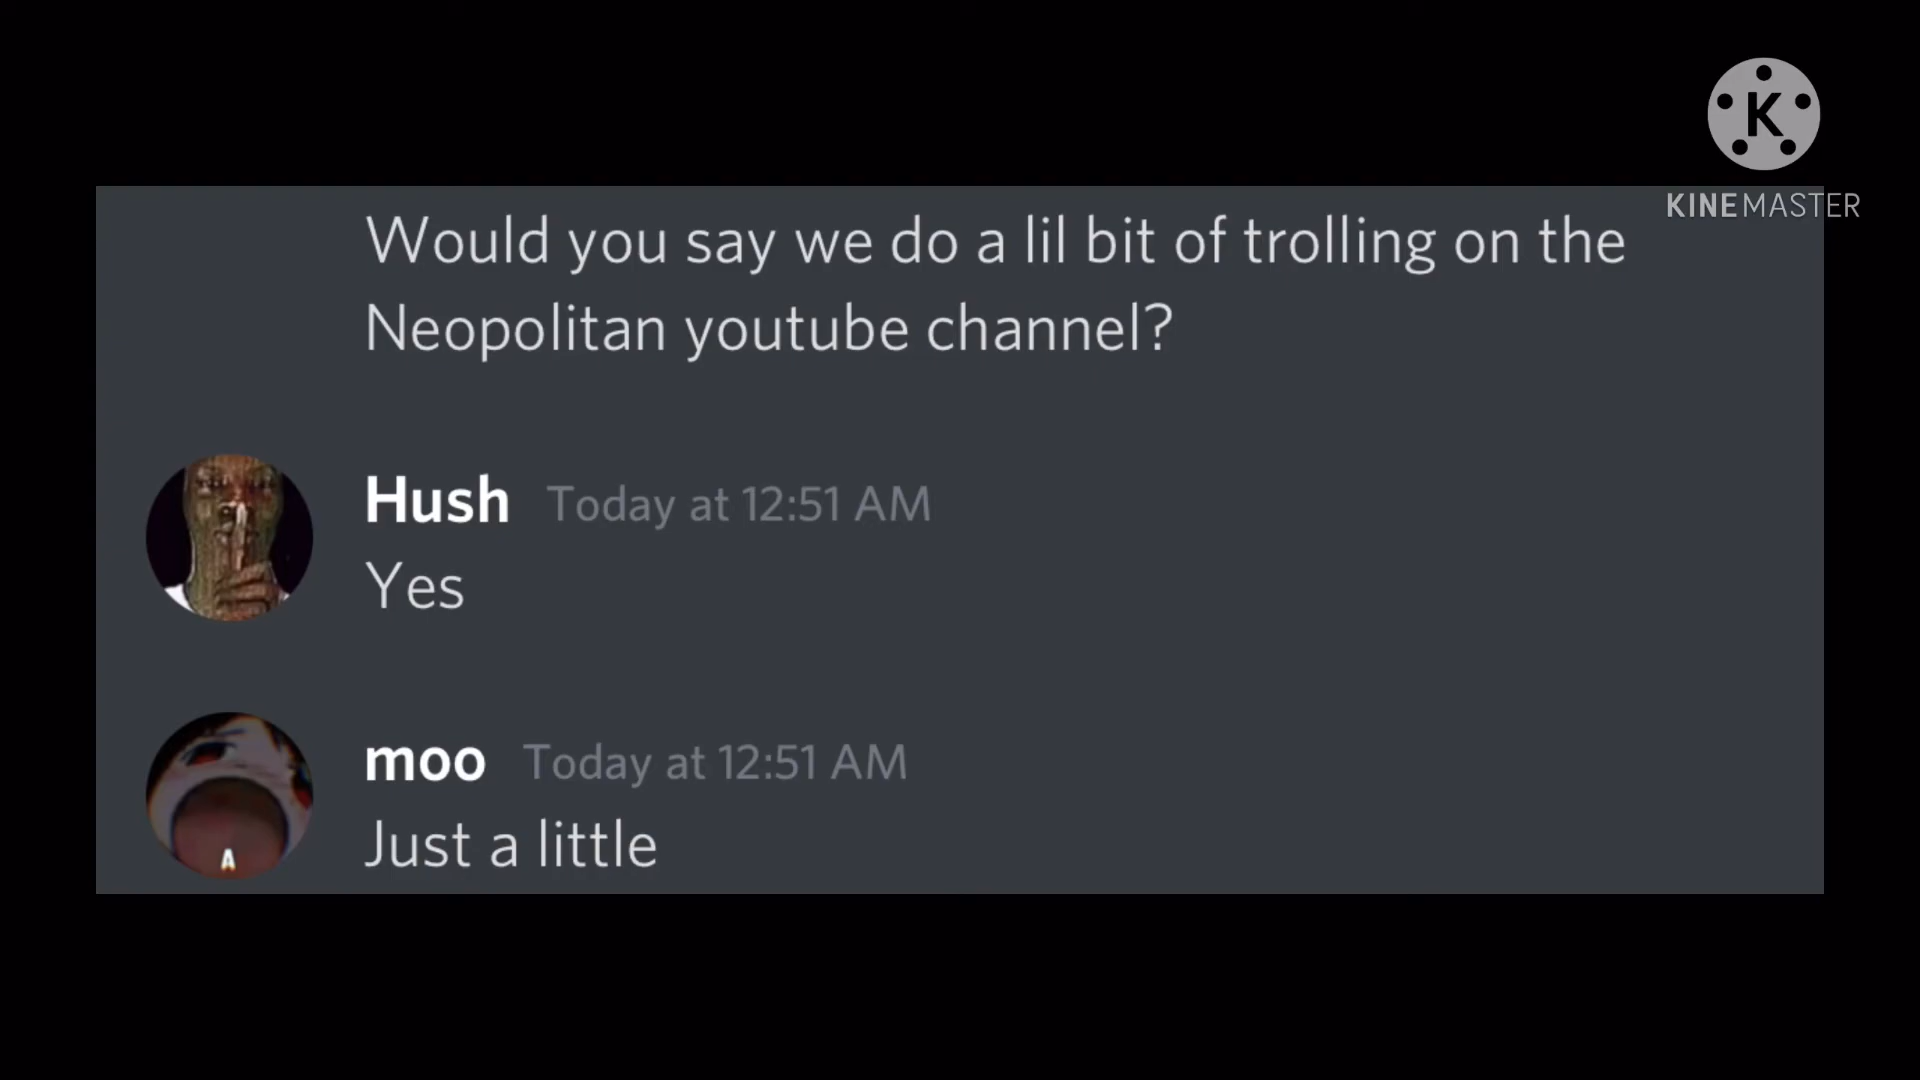 K
KINEMASTER
Would you say we do a lil bit of trolling on the
Neopolitan youtube channel?
Hush Today at 12:51 AM
Yes
moo Today at 12:51 AM
Just a little
A